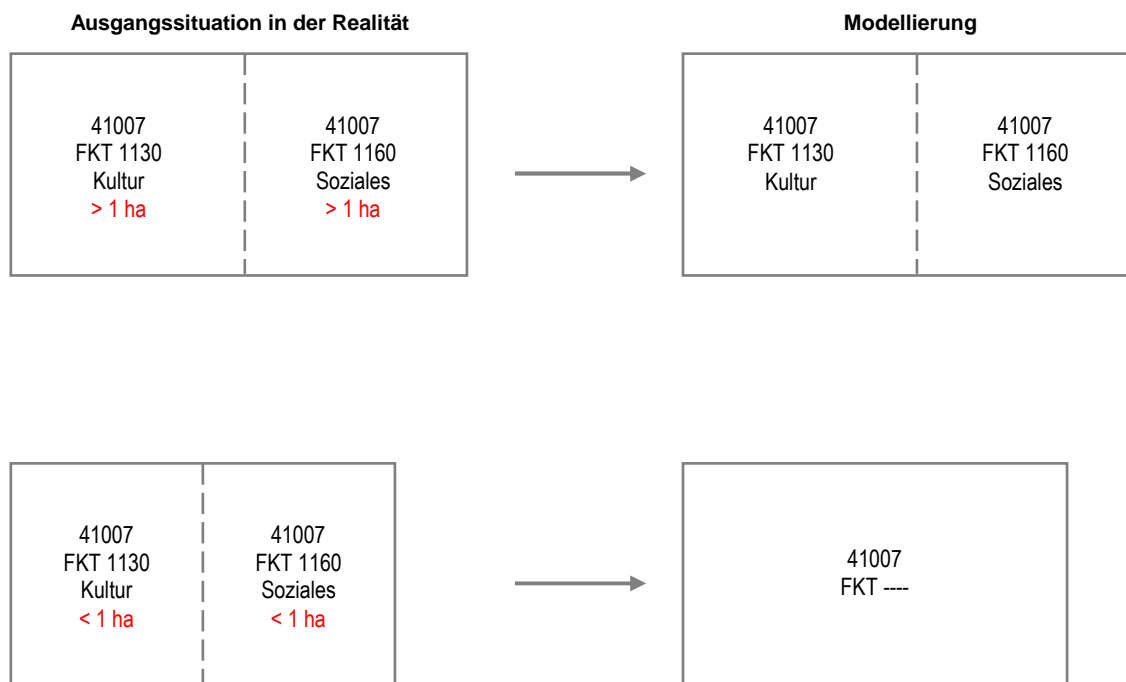 Ausgangssituation in der Realität
Modellierung
41007
FKT 1130
Kultur
> 1 ha
41007
FKT 1160
Soziales
> 1 ha
41007
FKT 1130
Kultur
41007
FKT 1160
Soziales
41007
FKT 1130
Kultur
< 1 ha
41007
FKT 1160
Soziales
< 1 ha
41007
FKT ----